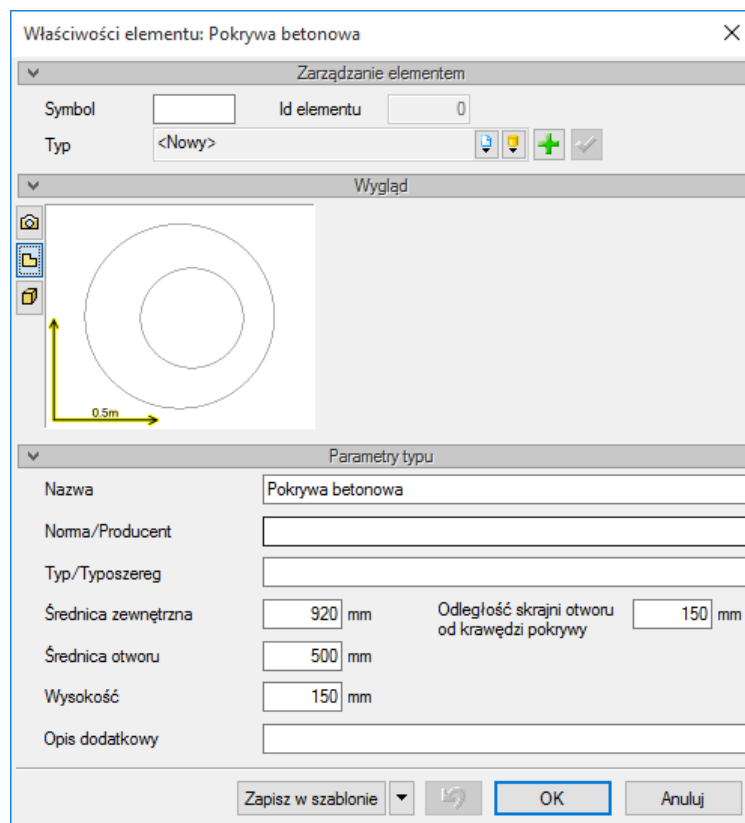 Właściwości elementu: Pokrywa betonowa
Zarządzanie elementem
Symbol Id elementu 0
Typ <Nowy>
Wygląd
0.5m
Parametry typu
Nazwa Pokrywa betonowa
Norma/Producent
Typ/Typoszereg
Średnica zewnętrzna 920 mm Odległość skrajni otworu od krawędzi pokrywy 150 mm
Średnica otworu 500 mm
Wysokość 150 mm
Opis dodatkowy
Zapisz w szablonie OK Anuluj